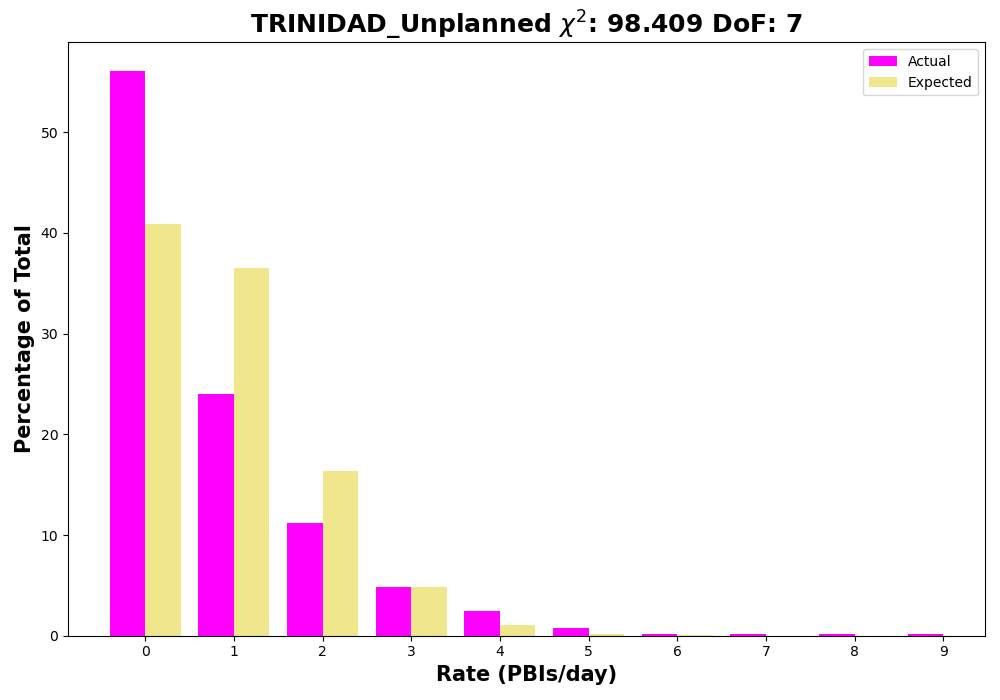 TRINIDAD_Unplanned χ²: 98.409 DoF: 7
Actual
Expected
Percentage of Total
50
40
30
20
10
0
0 1 2 3 4 5 6 7 8 9
Rate (PBIs/day)